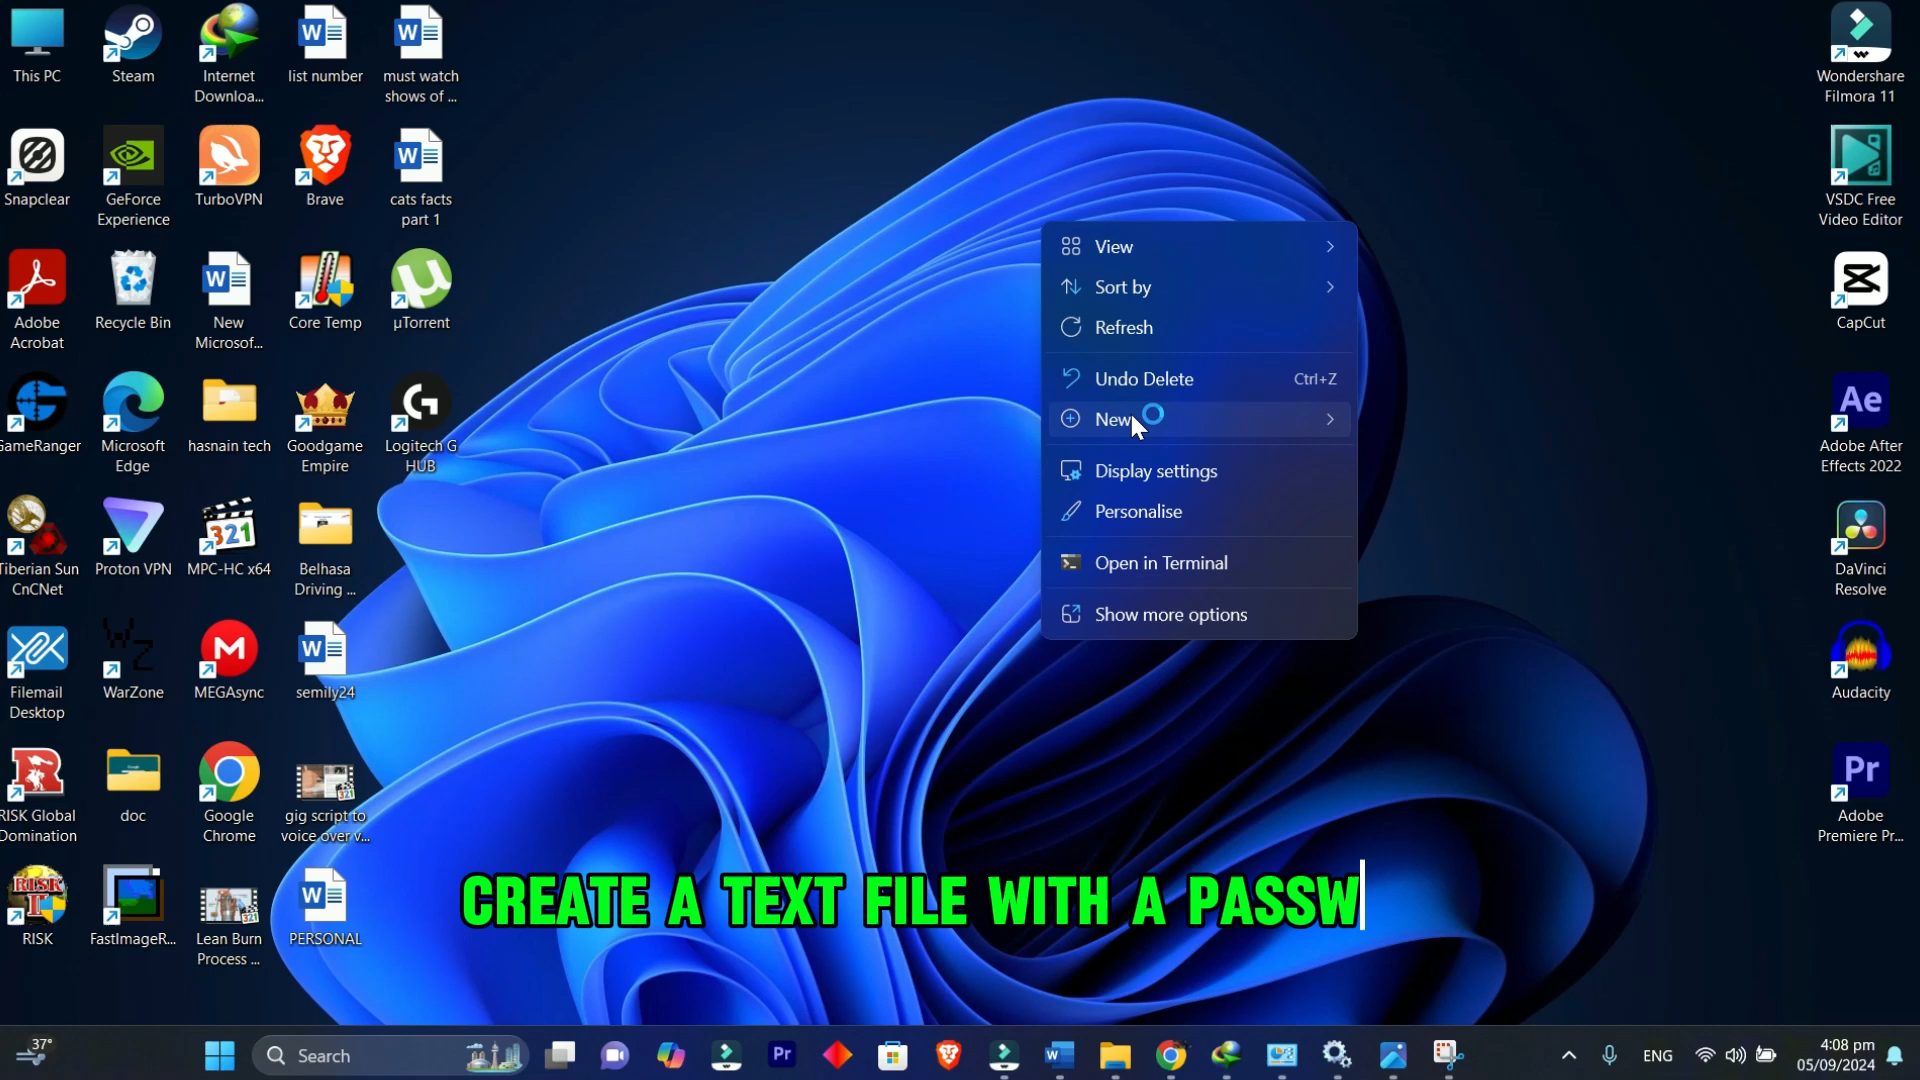 This PC
Steam
Internet
Downloa...
list number
must watch
shows of ...
Wondershare
Filmora 11
Snapclear
GeForce
Experience
TurboVPN
Brave
cats facts
part 1
VSDC Free
Video Editor
Adobe
Acrobat
Recycle Bin
New
Microsof...
Core Temp
µTorrent
CapCut
GameRanger
Microsoft
Edge
hasnain tech
Goodgame
Empire
Logitech G
HUB
Adobe After
Effects 2022
Tiberian Sun
CnCNet
Proton VPN
MPC-HC x64
Belhasa
Driving ...
DaVinci
Resolve
Filemail
Desktop
WarZone
MEGAsync
semily24
Audacity
RISK Global
Domination
doc
Google
Chrome
gig script to
voice over v...
Adobe
Premiere Pr...
RISK
FastImageR...
Lean Burn
Process ...
PERSONAL
View
Sort by
Refresh
Undo Delete Ctrl+Z
New
Display settings
Personalise
Open in Terminal
Show more options
CREATE A TEXT FILE WITH A PASSW
37°
Search
ENG
4:08 pm
05/09/2024